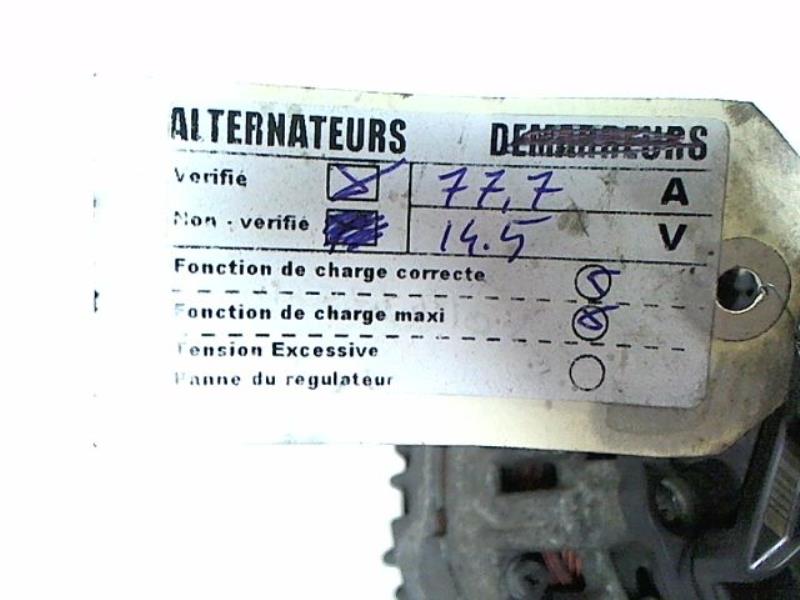 ALTERNATEURS DEMARREURS
Verifié 77,7 A
Non - verifié 14.5 V
Fonction de charge correcte
Fonction de charge maxi
Tension Excessive
Panne du regulateur